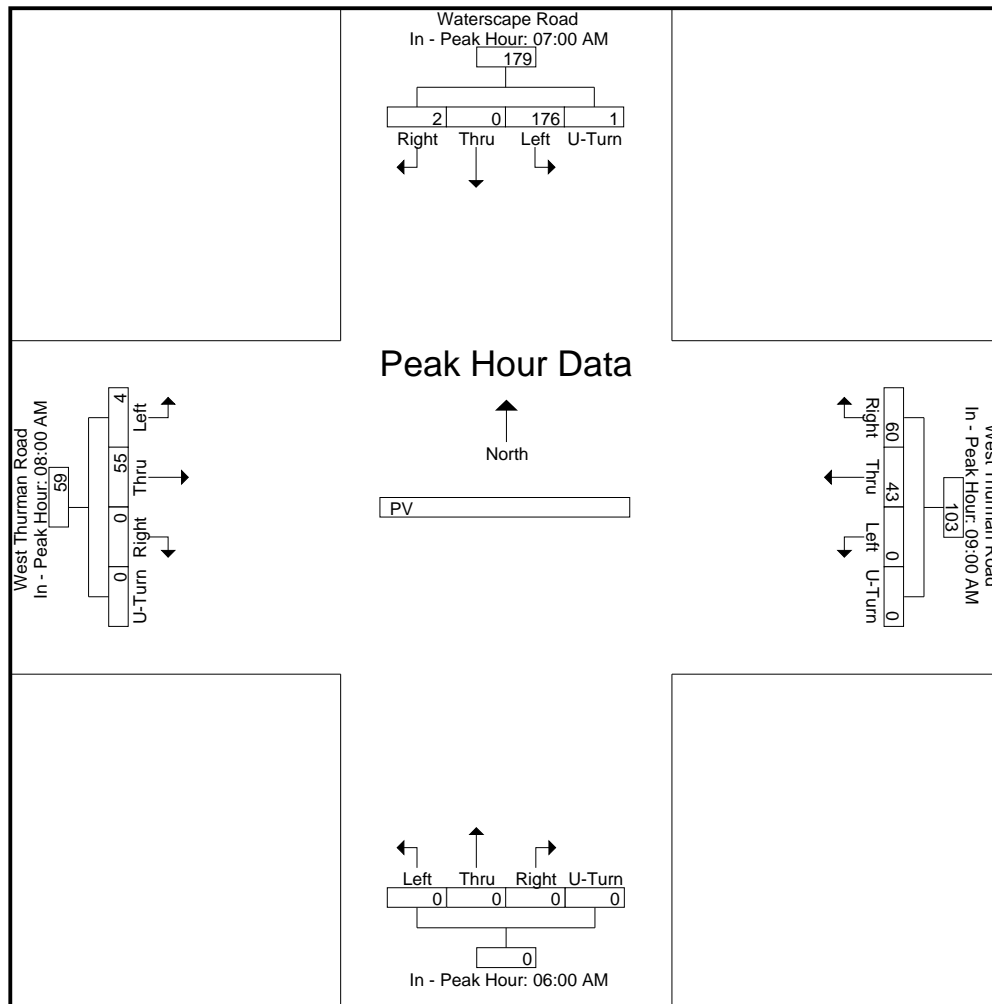 Waterscape Road
In - Peak Hour: 07:00 AM
179
2 0 176 1
Right Thru Left U-Turn
Peak Hour Data
North
PV
West Thurman Road
In - Peak Hour: 08:00 AM
59
4 55 0 0
Left Thru Right U-Turn
West Thurman Road
In - Peak Hour: 09:00 AM
103
60 43 0 0
Right Thru Left U-Turn
Left Thru Right U-Turn
0 0 0 0
0
In - Peak Hour: 06:00 AM